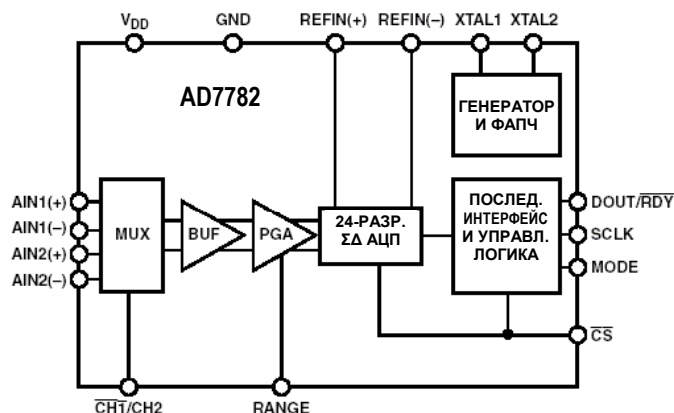 VDD GND REFIN(+) REFIN(–) XTAL1 XTAL2
AD7782
ГЕНЕРАТОР
И ФАПЧ
AIN1(+)
AIN1(–)
AIN2(+)
AIN2(–)
MUX
BUF
PGA
24-РАЗР.
ΣΔ АЦП
ПОСЛЕД.
ИНТЕРФЕЙС
И УПРАВЛ.
ЛОГИКА
DOUT/RDY
SCLK
MODE
CS
CH1/CH2 RANGE